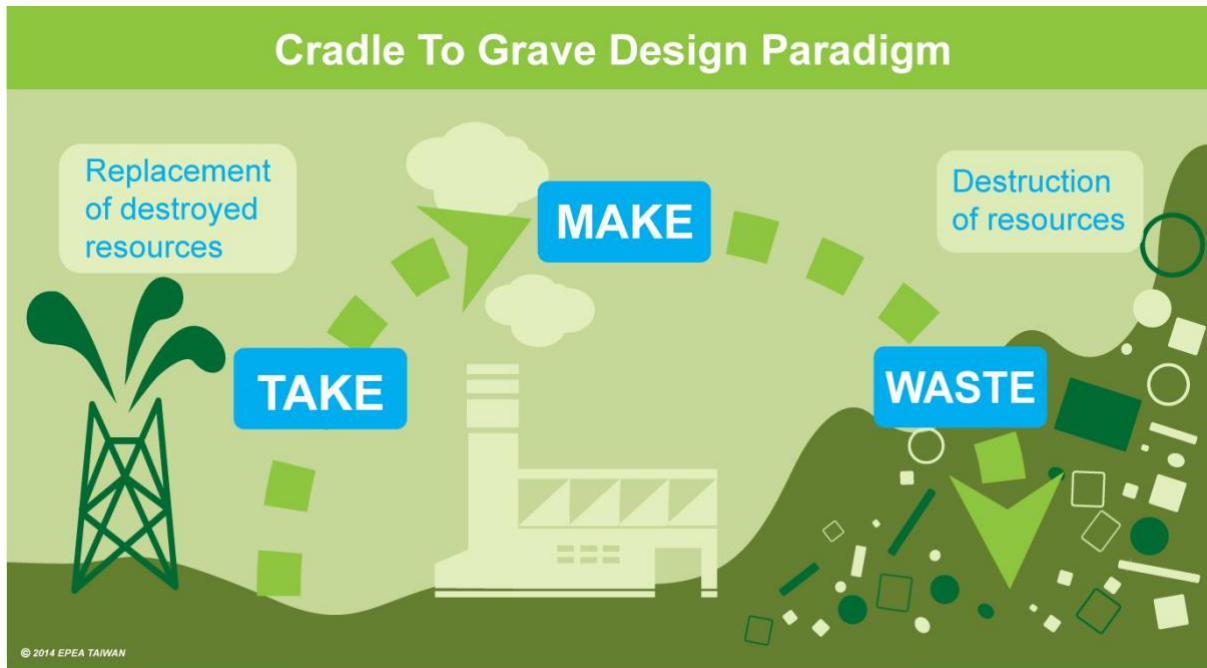 Cradle To Grave Design Paradigm
Replacement
of destroyed
resources
MAKE
Destruction
of resources
TAKE
WASTE
© 2014 EPEA TAIWAN